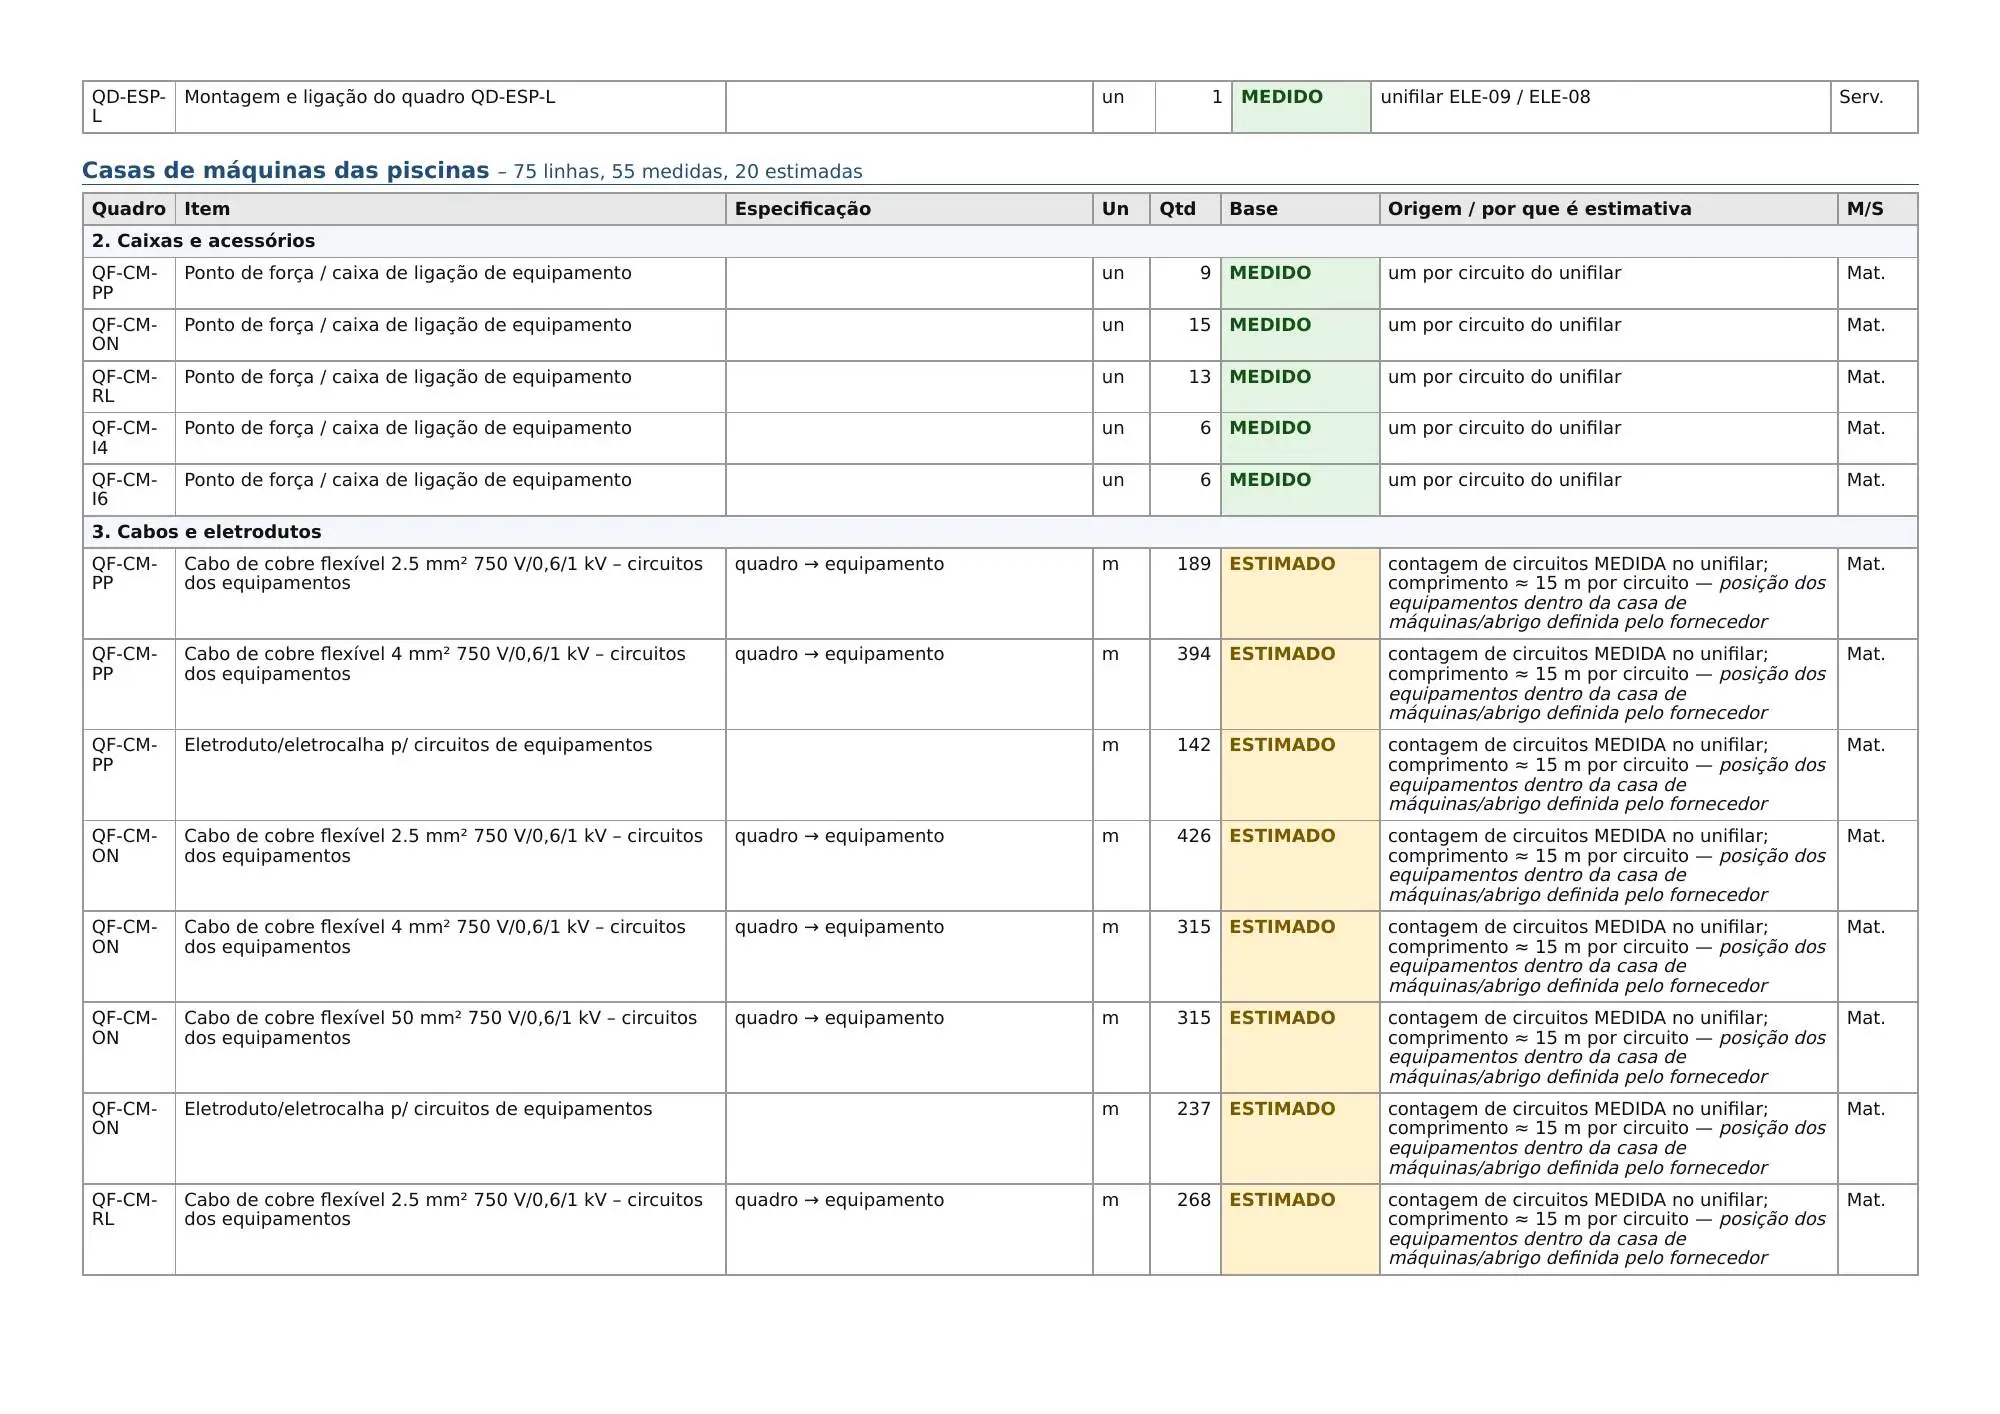 QD-ESP-
L
Montagem e ligação do quadro QD-ESP-L
un
1
MEDIDO
unifilar ELE-09 / ELE-08
Serv.
Casas de máquinas das piscinas – 75 linhas, 55 medidas, 20 estimadas
Quadro
Item
Especificação
Un
Qtd
Base
Origem / por que é estimativa
M/S
2. Caixas e acessórios
QF-CM-
PP
Ponto de força / caixa de ligação de equipamento
un
9
MEDIDO
um por circuito do unifilar
Mat.
QF-CM-
ON
Ponto de força / caixa de ligação de equipamento
un
15
MEDIDO
um por circuito do unifilar
Mat.
QF-CM-
RL
Ponto de força / caixa de ligação de equipamento
un
13
MEDIDO
um por circuito do unifilar
Mat.
QF-CM-
I4
Ponto de força / caixa de ligação de equipamento
un
6
MEDIDO
um por circuito do unifilar
Mat.
QF-CM-
I6
Ponto de força / caixa de ligação de equipamento
un
6
MEDIDO
um por circuito do unifilar
Mat.
3. Cabos e eletrodutos
QF-CM-
PP
Cabo de cobre flexível 2.5 mm² 750 V/0,6/1 kV – circuitos
dos equipamentos
quadro → equipamento
m
189
ESTIMADO
contagem de circuitos MEDIDA no unifilar;
comprimento ≈ 15 m por circuito — posição dos
equipamentos dentro da casa de
máquinas/abrigo definida pelo fornecedor
Mat.
QF-CM-
PP
Cabo de cobre flexível 4 mm² 750 V/0,6/1 kV – circuitos
dos equipamentos
quadro → equipamento
m
394
ESTIMADO
contagem de circuitos MEDIDA no unifilar;
comprimento ≈ 15 m por circuito — posição dos
equipamentos dentro da casa de
máquinas/abrigo definida pelo fornecedor
Mat.
QF-CM-
PP
Eletroduto/eletrocalha p/ circuitos de equipamentos
m
142
ESTIMADO
contagem de circuitos MEDIDA no unifilar;
comprimento ≈ 15 m por circuito — posição dos
equipamentos dentro da casa de
máquinas/abrigo definida pelo fornecedor
Mat.
QF-CM-
ON
Cabo de cobre flexível 2.5 mm² 750 V/0,6/1 kV – circuitos
dos equipamentos
quadro → equipamento
m
426
ESTIMADO
contagem de circuitos MEDIDA no unifilar;
comprimento ≈ 15 m por circuito — posição dos
equipamentos dentro da casa de
máquinas/abrigo definida pelo fornecedor
Mat.
QF-CM-
ON
Cabo de cobre flexível 4 mm² 750 V/0,6/1 kV – circuitos
dos equipamentos
quadro → equipamento
m
315
ESTIMADO
contagem de circuitos MEDIDA no unifilar;
comprimento ≈ 15 m por circuito — posição dos
equipamentos dentro da casa de
máquinas/abrigo definida pelo fornecedor
Mat.
QF-CM-
ON
Cabo de cobre flexível 50 mm² 750 V/0,6/1 kV – circuitos
dos equipamentos
quadro → equipamento
m
315
ESTIMADO
contagem de circuitos MEDIDA no unifilar;
comprimento ≈ 15 m por circuito — posição dos
equipamentos dentro da casa de
máquinas/abrigo definida pelo fornecedor
Mat.
QF-CM-
ON
Eletroduto/eletrocalha p/ circuitos de equipamentos
m
237
ESTIMADO
contagem de circuitos MEDIDA no unifilar;
comprimento ≈ 15 m por circuito — posição dos
equipamentos dentro da casa de
máquinas/abrigo definida pelo fornecedor
Mat.
QF-CM-
RL
Cabo de cobre flexível 2.5 mm² 750 V/0,6/1 kV – circuitos
dos equipamentos
quadro → equipamento
m
268
ESTIMADO
contagem de circuitos MEDIDA no unifilar;
comprimento ≈ 15 m por circuito — posição dos
equipamentos dentro da casa de
máquinas/abrigo definida pelo fornecedor
Mat.